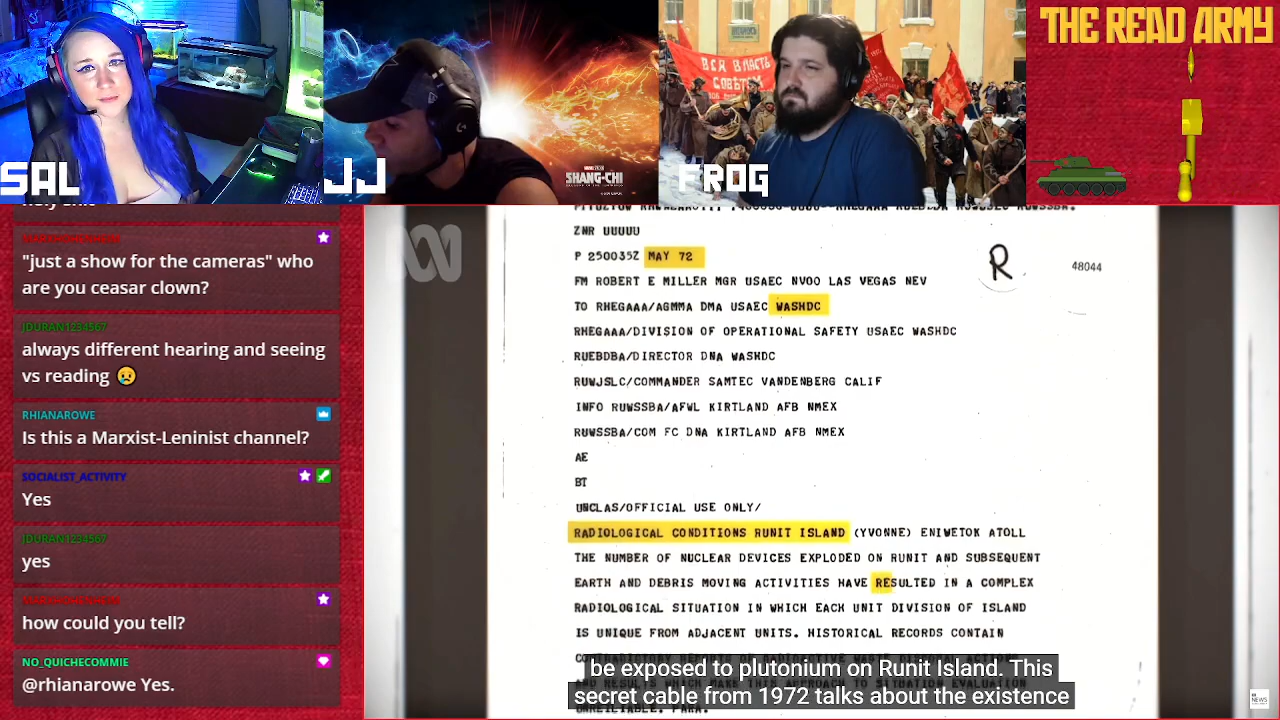 THE READ ARMY
ВСЯ ВЛАСТЬ
СОВѢТАМ
SAL
JJ
MARVEL STUDIOS
SHANG-CHI
FROG
"just a show for the cameras" who
are you ceasar clown?
JDURAN1234567
always different hearing and seeing
vs reading 😥
RHIANAROWE
Is this a Marxist-Leninist channel?
SOCIALIST_ACTIVITY
Yes
JDURAN1234567
yes
how could you tell?
NO_QUICHECOMMIE
@rhianarowe Yes.
ZNR UUUUU
P 250035Z MAY 72
R
48044
FM ROBERT E MILLER MGR USAEC NVOO LAS VEGAS NEV
TO RHEGAAA/AGMMA DMA USAEC WASHDC
RHEGAAA/DIVISION OF OPERATIONAL SAFETY USAEC WASHDC
RUEBDBA/DIRECTOR DNA WASHDC
RUWJSLC/COMMANDER SAMTEC VANDENBERG CALIF
INFO RUWSSBA/AFWL KIRTLAND AFB NMEX
RUWSSBA/COM FC DNA KIRTLAND AFB NMEX
AE
BT
UNCLAS/OFFICIAL USE ONLY/
RADIOLOGICAL CONDITIONS RUNIT ISLAND (YVONNE) ENIWETOK ATOLL
THE NUMBER OF NUCLEAR DEVICES EXPLODED ON RUNIT AND SUBSEQUENT
EARTH AND DEBRIS MOVING ACTIVITIES HAVE RESULTED IN A COMPLEX
RADIOLOGICAL SITUATION IN WHICH EACH UNIT DIVISION OF ISLAND
IS UNIQUE FROM ADJACENT UNITS. HISTORICAL RECORDS CONTAIN
be exposed to plutonium on Runit Island. This
secret cable from 1972 talks about the existence
UNRELIABLE. PARA.
NEWS